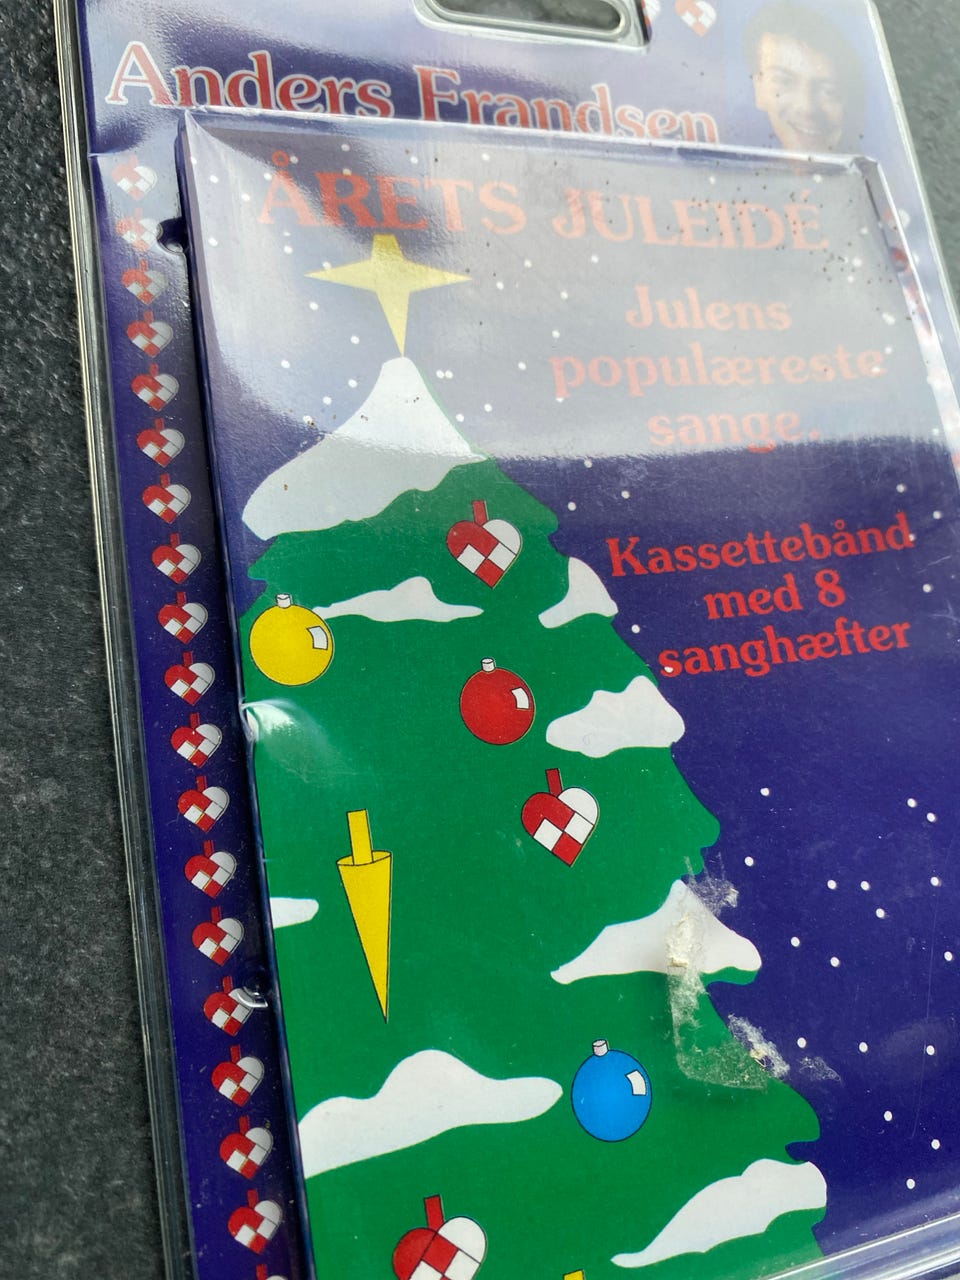 Anders Frandsen
ÅRETS JULEIDÉ
Julens
populæreste
sange.
Kassettebånd
med 8
sanghæfter